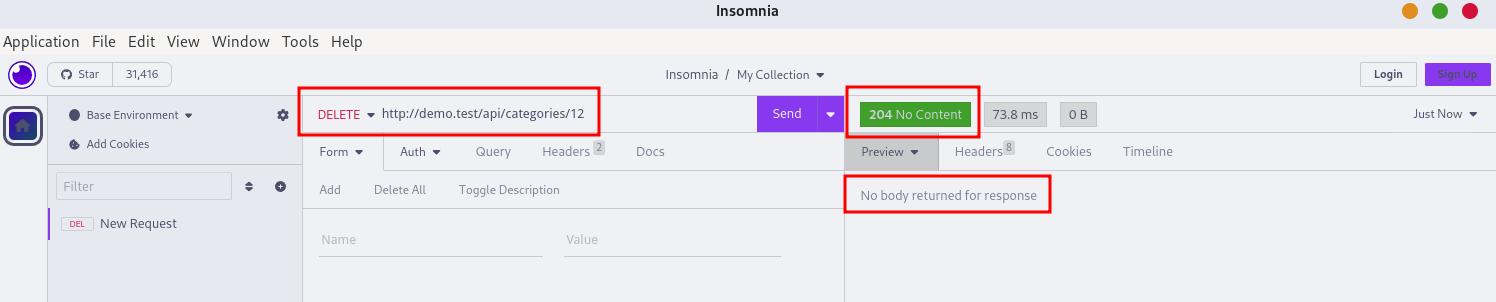 Insomnia
Application File Edit View Window Tools Help
Star 31,416 Insomnia / My Collection Login Sign Up
Base Environment DELETE http://demo.test/api/categories/12 Send 204 No Content 73.8 ms 0 B Just Now
Add Cookies Form Auth Query Headers 2 Docs Preview Headers 8 Cookies Timeline
Filter Add Delete All Toggle Description No body returned for response
DEL New Request
Name Value